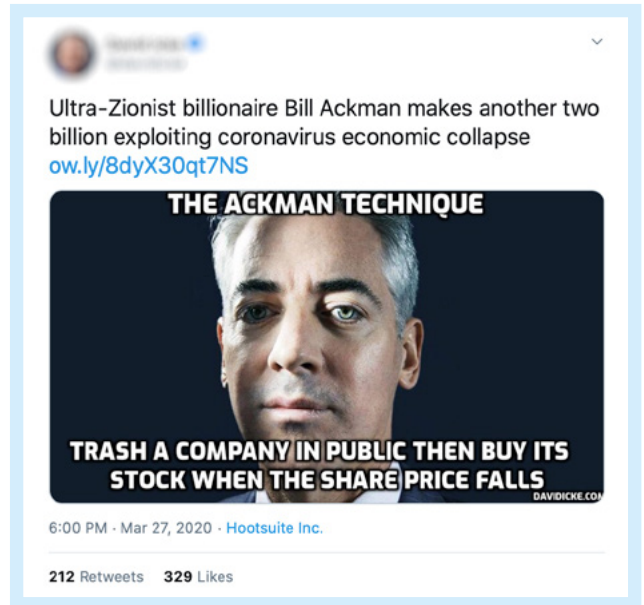 Ultra-Zionist billionaire Bill Ackman makes another two
billion exploiting coronavirus economic collapse
ow.ly/8dyX30qt7NS
THE ACKMAN TECHNIQUE
TRASH A COMPANY IN PUBLIC THEN BUY ITS
STOCK WHEN THE SHARE PRICE FALLS
DAVIDICKE.COM
6:00 PM · Mar 27, 2020 · Hootsuite Inc.
212 Retweets 329 Likes